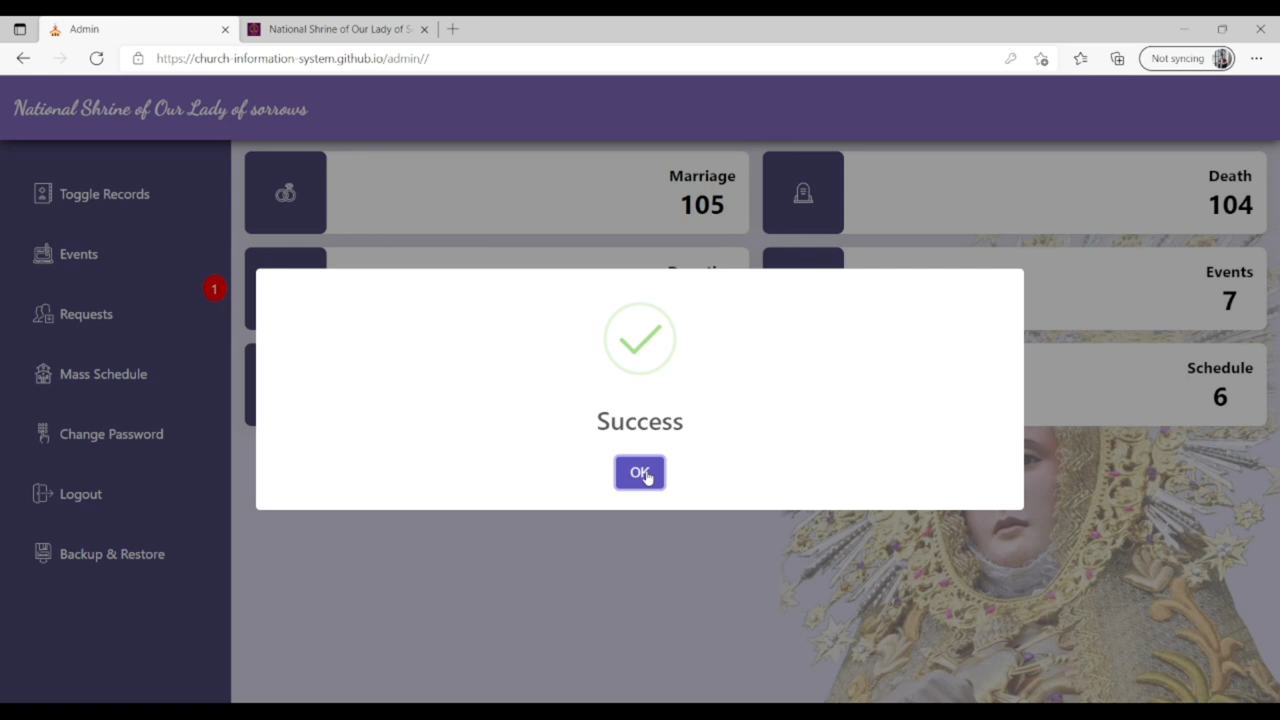 Admin
National Shrine of Our Lady of S
https://church-information-system.github.io/admin//
Not syncing
National Shrine of Our Lady of sorrows
Toggle Records
Events
1
Requests
Mass Schedule
Change Password
Logout
Backup & Restore
Marriage
105
Death
104
Events
7
Schedule
6
Success
OK